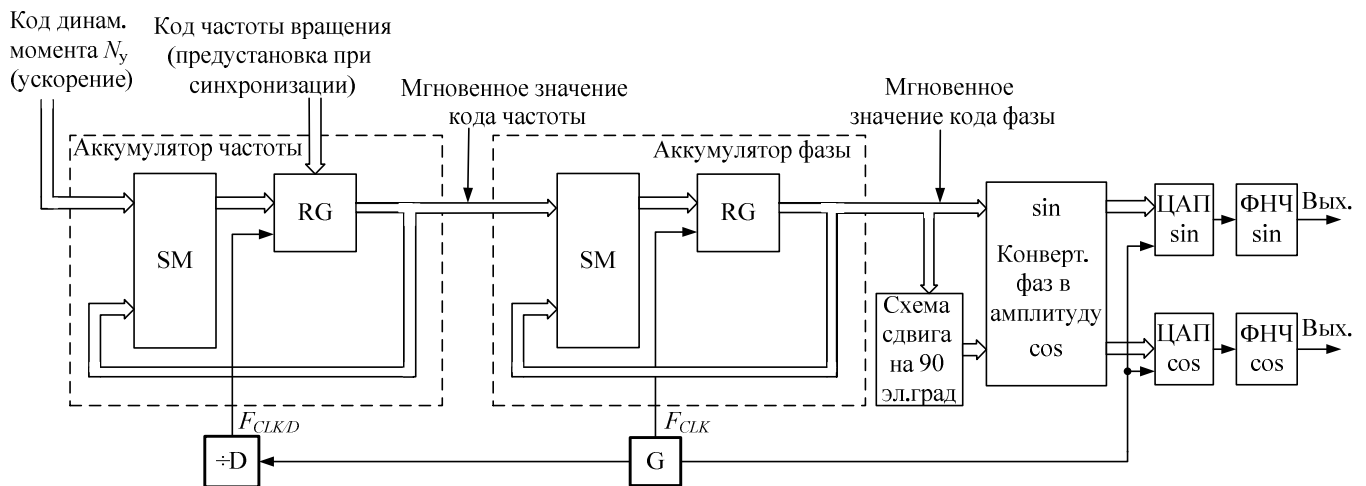 Код динам.
момента Nу
(ускорение)
Код частоты вращения
(предустановка при
синхронизации)
Мгновенное значение
кода частоты
Мгновенное
значение кода фазы
Аккумулятор частоты
Аккумулятор фазы
SM
RG
SM
RG
sin
Конверт.
фаз в
амплитуду
cos
ЦАП
sin
ФНЧ
sin
Вых.
Схема
сдвига
на 90
эл.град
ЦАП
cos
ФНЧ
cos
Вых.
FCLK/D
FCLK
÷D
G